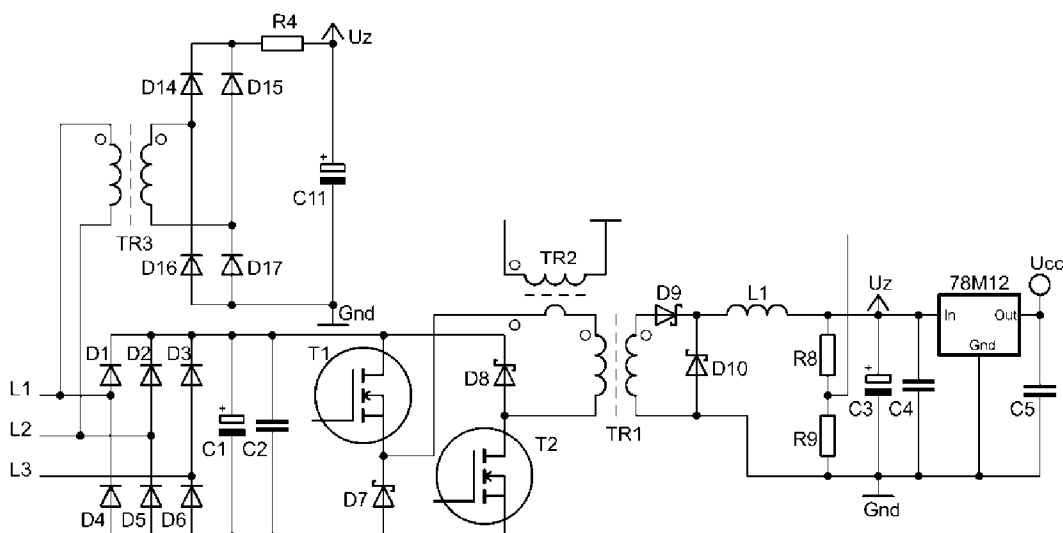 R4
Uz
D14
D15
+
C11
TR3
D16
D17
Gnd
TR2
D9
L1
Uz
78M12
Ucc
In
Out
Gnd
D1
D2
D3
T1
D8
D10
R8
+
C3
C4
C5
L1
L2
L3
+
C1
C2
T2
TR1
R9
D4
D5
D6
D7
Gnd